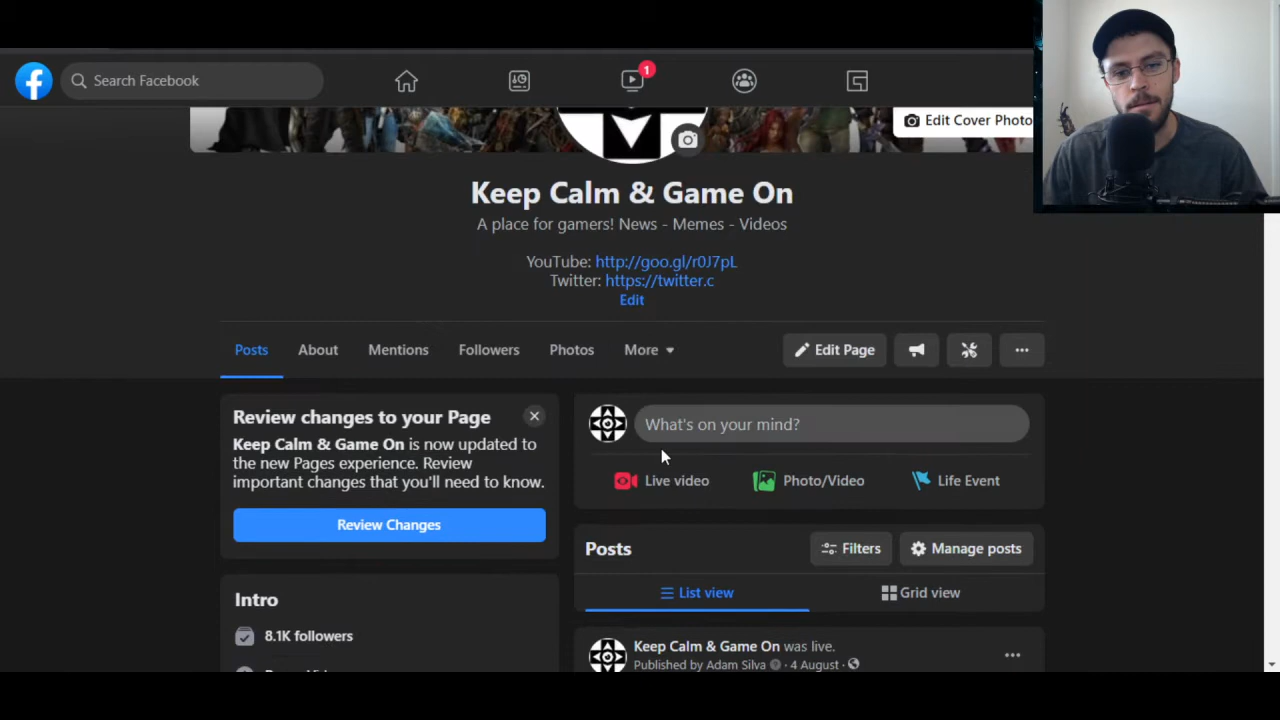 Search Facebook
1
Edit Cover Photo
Keep Calm & Game On
A place for gamers! News - Memes - Videos
YouTube: http://goo.gl/r0J7pL
Twitter: https://twitter.c
Edit
Posts About Mentions Followers Photos More Edit Page
Review changes to your Page
Keep Calm & Game On is now updated to
the new Pages experience. Review
important changes that you'll need to know.
Review Changes
What's on your mind?
Live video Photo/Video Life Event
Posts Filters Manage posts
List view Grid view
Intro
8.1K followers
Keep Calm & Game On was live.
Published by Adam Silva · 4 August ·